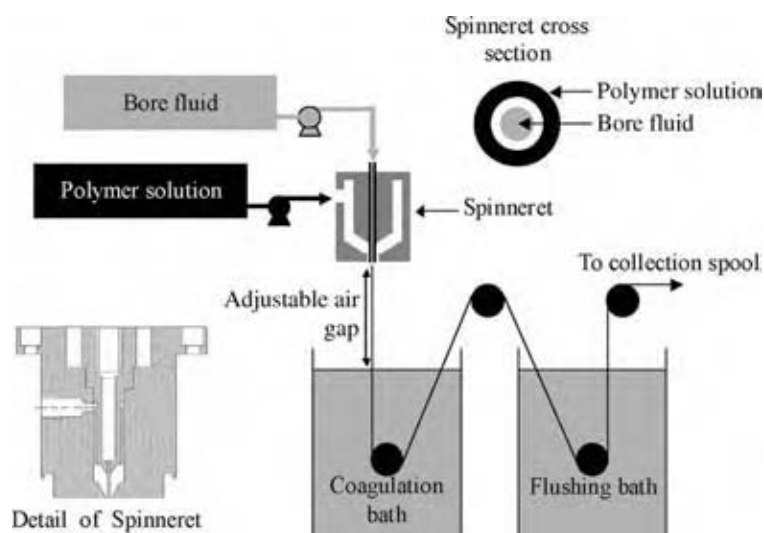 Spinneret cross
section
Bore fluid
Polymer solution
Bore fluid
Polymer solution
Spinneret
To collection spool
Adjustable air
gap
Coagulation
bath
Flushing bath
Detail of Spinneret